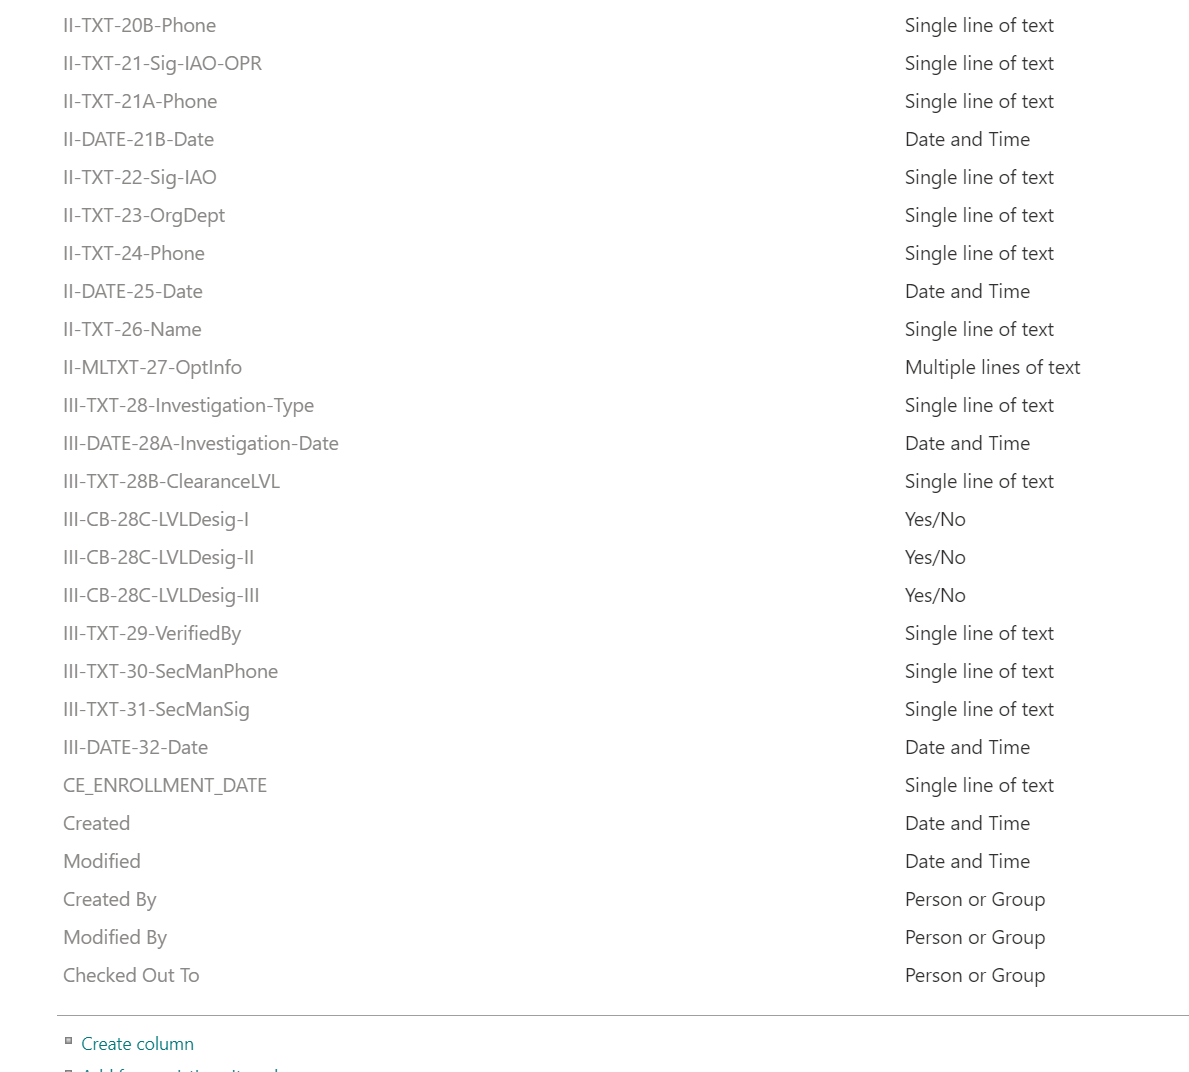 II-TXT-20B-Phone Single line of text
II-TXT-21-Sig-IAO-OPR Single line of text
II-TXT-21A-Phone Single line of text
II-DATE-21B-Date Date and Time
II-TXT-22-Sig-IAO Single line of text
II-TXT-23-OrgDept Single line of text
II-TXT-24-Phone Single line of text
II-DATE-25-Date Date and Time
II-TXT-26-Name Single line of text
II-MLTXT-27-OptInfo Multiple lines of text
III-TXT-28-Investigation-Type Single line of text
III-DATE-28A-Investigation-Date Date and Time
III-TXT-28B-ClearanceLVL Single line of text
III-CB-28C-LVLDesig-I Yes/No
III-CB-28C-LVLDesig-II Yes/No
III-CB-28C-LVLDesig-III Yes/No
III-TXT-29-VerifiedBy Single line of text
III-TXT-30-SecManPhone Single line of text
III-TXT-31-SecManSig Single line of text
III-DATE-32-Date Date and Time
CE_ENROLLMENT_DATE Single line of text
Created Date and Time
Modified Date and Time
Created By Person or Group
Modified By Person or Group
Checked Out To Person or Group
Create column